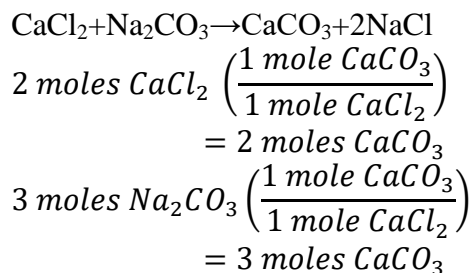 CaCl₂+Na₂CO₃→CaCO₃+2NaCl
2 moles CaCl₂ (1 mole CaCO₃ / 1 mole CaCl₂)
= 2 moles CaCO₃
3 moles Na₂CO₃ (1 mole CaCO₃ / 1 mole CaCl₂)
= 3 moles CaCO₃